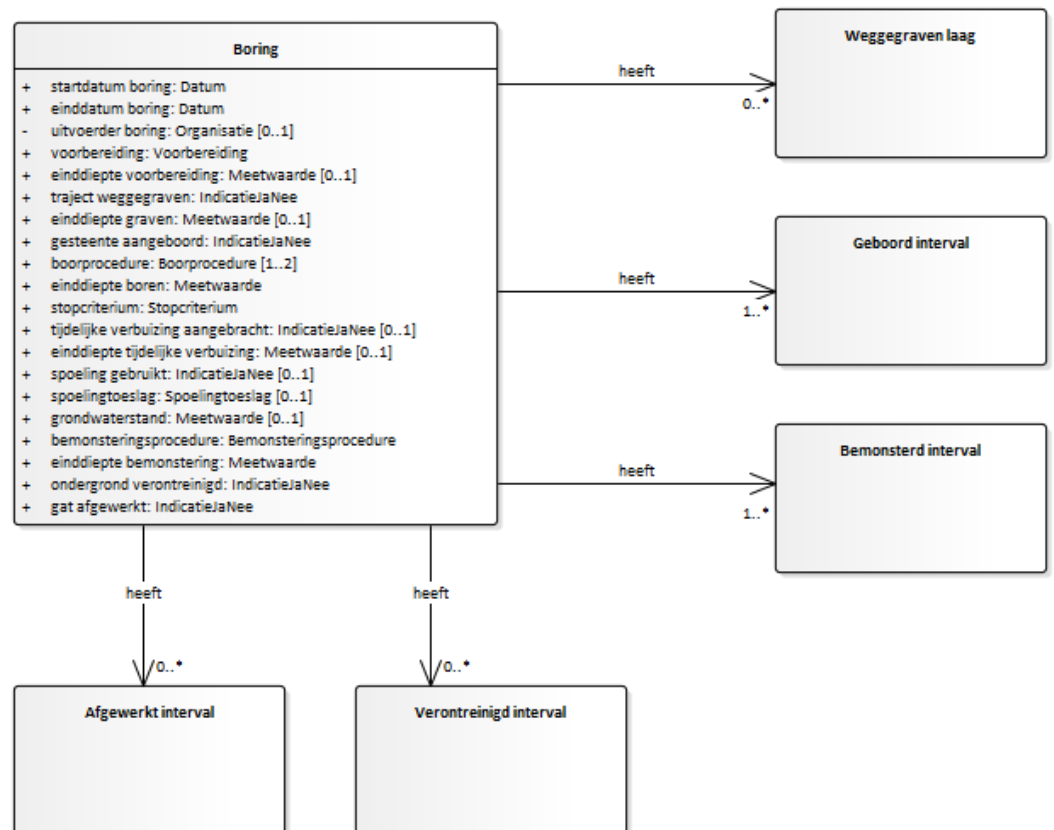 Boring
+ startdatum boring: Datum
+ einddatum boring: Datum
- uitvoerder boring: Organisatie [0..1]
+ voorbereiding: Voorbereiding
+ einddiepte voorbereiding: Meetwaarde [0..1]
+ traject weggegraven: IndicatieJaNee
+ einddiepte graven: Meetwaarde [0..1]
+ gesteente aangeboord: IndicatieJaNee
+ boorprocedure: Boorprocedure [1..2]
+ einddiepte boren: Meetwaarde
+ stopcriterium: Stopcriterium
+ tijdelijke verbuizing aangebracht: IndicatieJaNee [0..1]
+ einddiepte tijdelijke verbuizing: Meetwaarde [0..1]
+ spoeling gebruikt: IndicatieJaNee [0..1]
+ spoelingtoeslag: Spoelingtoeslag [0..1]
+ grondwaterstand: Meetwaarde [0..1]
+ bemonsteringsprocedure: Bemonsteringsprocedure
+ einddiepte bemonstering: Meetwaarde
+ ondergrond verontreinigd: IndicatieJaNee
+ gat afgewerkt: IndicatieJaNee
heeft
0..*
Weggegraven laag
heeft
1..*
Geboord interval
heeft
1..*
Bemonsterd interval
heeft
0..*
Afgewerkt interval
heeft
0..*
Verontreinigd interval